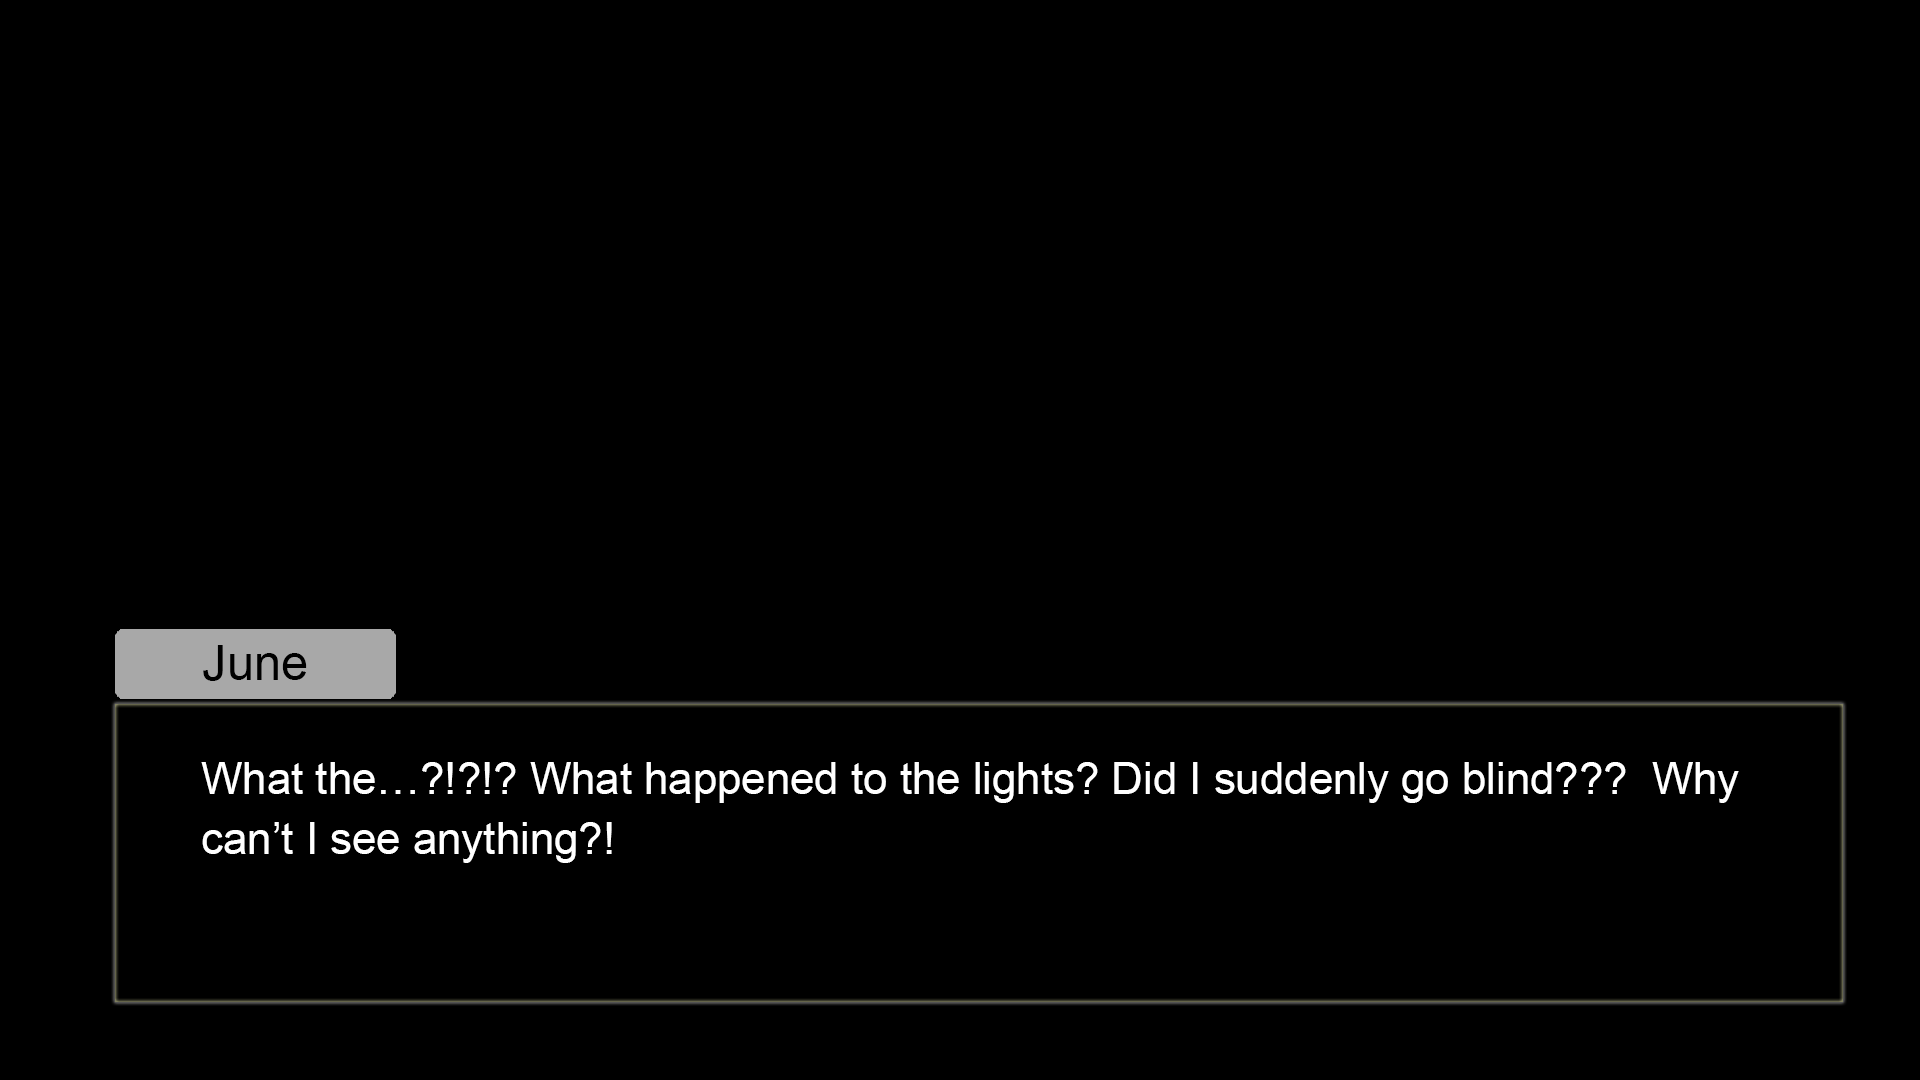 June
What the…?!?!? What happened to the lights? Did I suddenly go blind???  Why
can’t I see anything?!